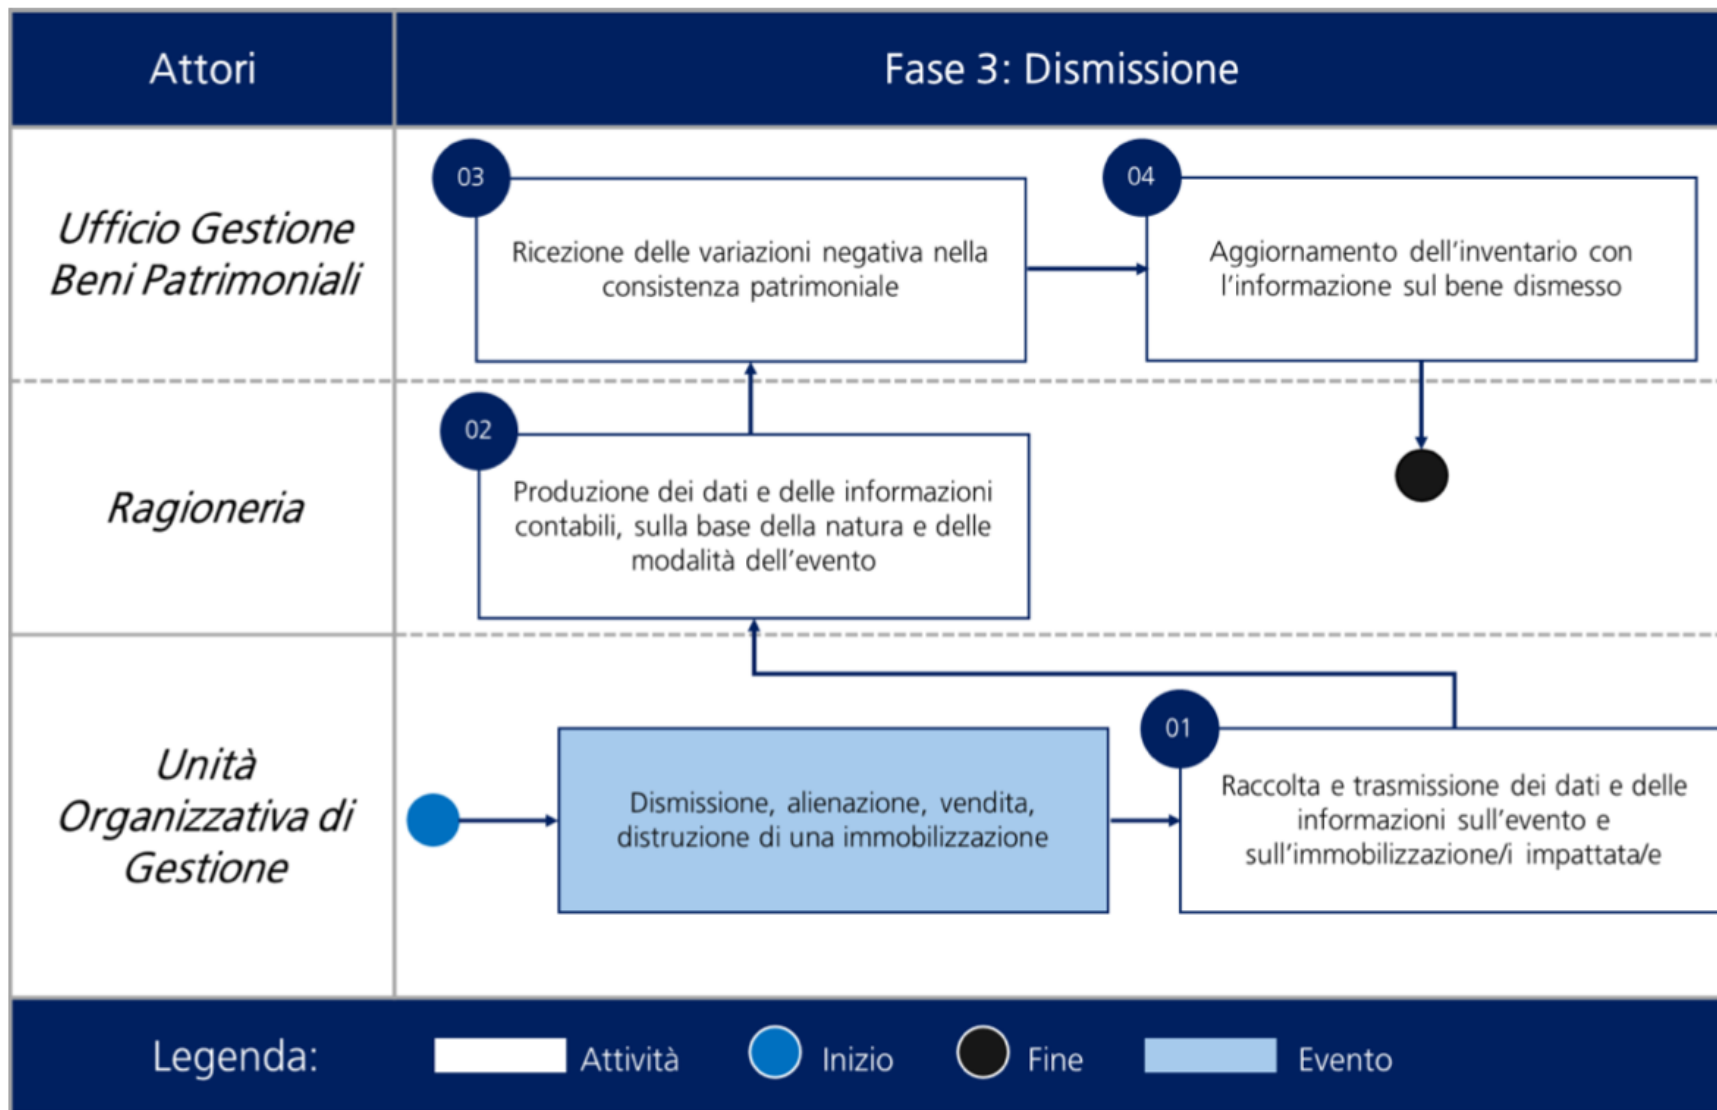 Attori
Fase 3: Dismissione
Ufficio Gestione
Beni Patrimoniali
03
Ricezione delle variazioni negativa nella
consistenza patrimoniale
04
Aggiornamento dell'inventario con
l'informazione sul bene dismesso
Ragioneria
02
Produzione dei dati e delle informazioni
contabili, sulla base della natura e delle
modalità dell'evento
Unità
Organizzativa di
Gestione
Dismissione, alienazione, vendita,
distruzione di una immobilizzazione
01
Raccolta e trasmissione dei dati e delle
informazioni sull'evento e
sull'immobilizzazione/i impattata/e
Legenda:
Attività
Inizio
Fine
Evento